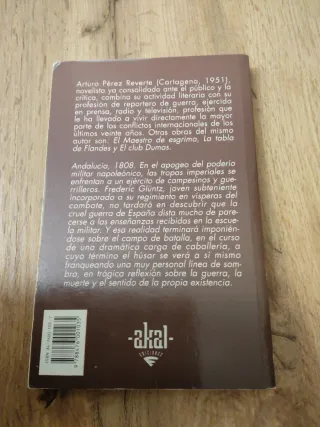 Arturo Pérez Reverte (Cartagena, 1951),
novelista ya consolidado ante el público y la
crítica, combina su actividad literaria con su
profesión de reportero de guerra, ejercida
en prensa, radio y televisión, profesión que
le ha llevado a vivir directamente la mayor
parte de los conflictos internacionales de los
últimos veinte años. Otras obras del mismo
autor son: El Maestro de esgrima, La tabla
de Flandes y El club Dumas.
Andalucía, 1808. En el apogeo del poderío
militar napoleónico, las tropas imperiales se
enfrentan a un ejército de campesinos y gue-
rrilleros. Frederic Glüntz, joven subteniente
incorporado a su regimiento en vísperas del
combate, no tardará en descubrir que la
cruel guerra de España dista mucho de pare-
cerse a las enseñanzas recibidas en la escue-
la militar. Y esa realidad terminará imponién-
dose sobre el campo de batalla, en el curso
de una dramática carga de caballería, a
cuyo término el húsar se verá a sí mismo
franqueando una muy personal línea de som-
bra, en trágica reflexión sobre la guerra, la
muerte y el sentido de la propia existencia.
-akal-
EDICIONES